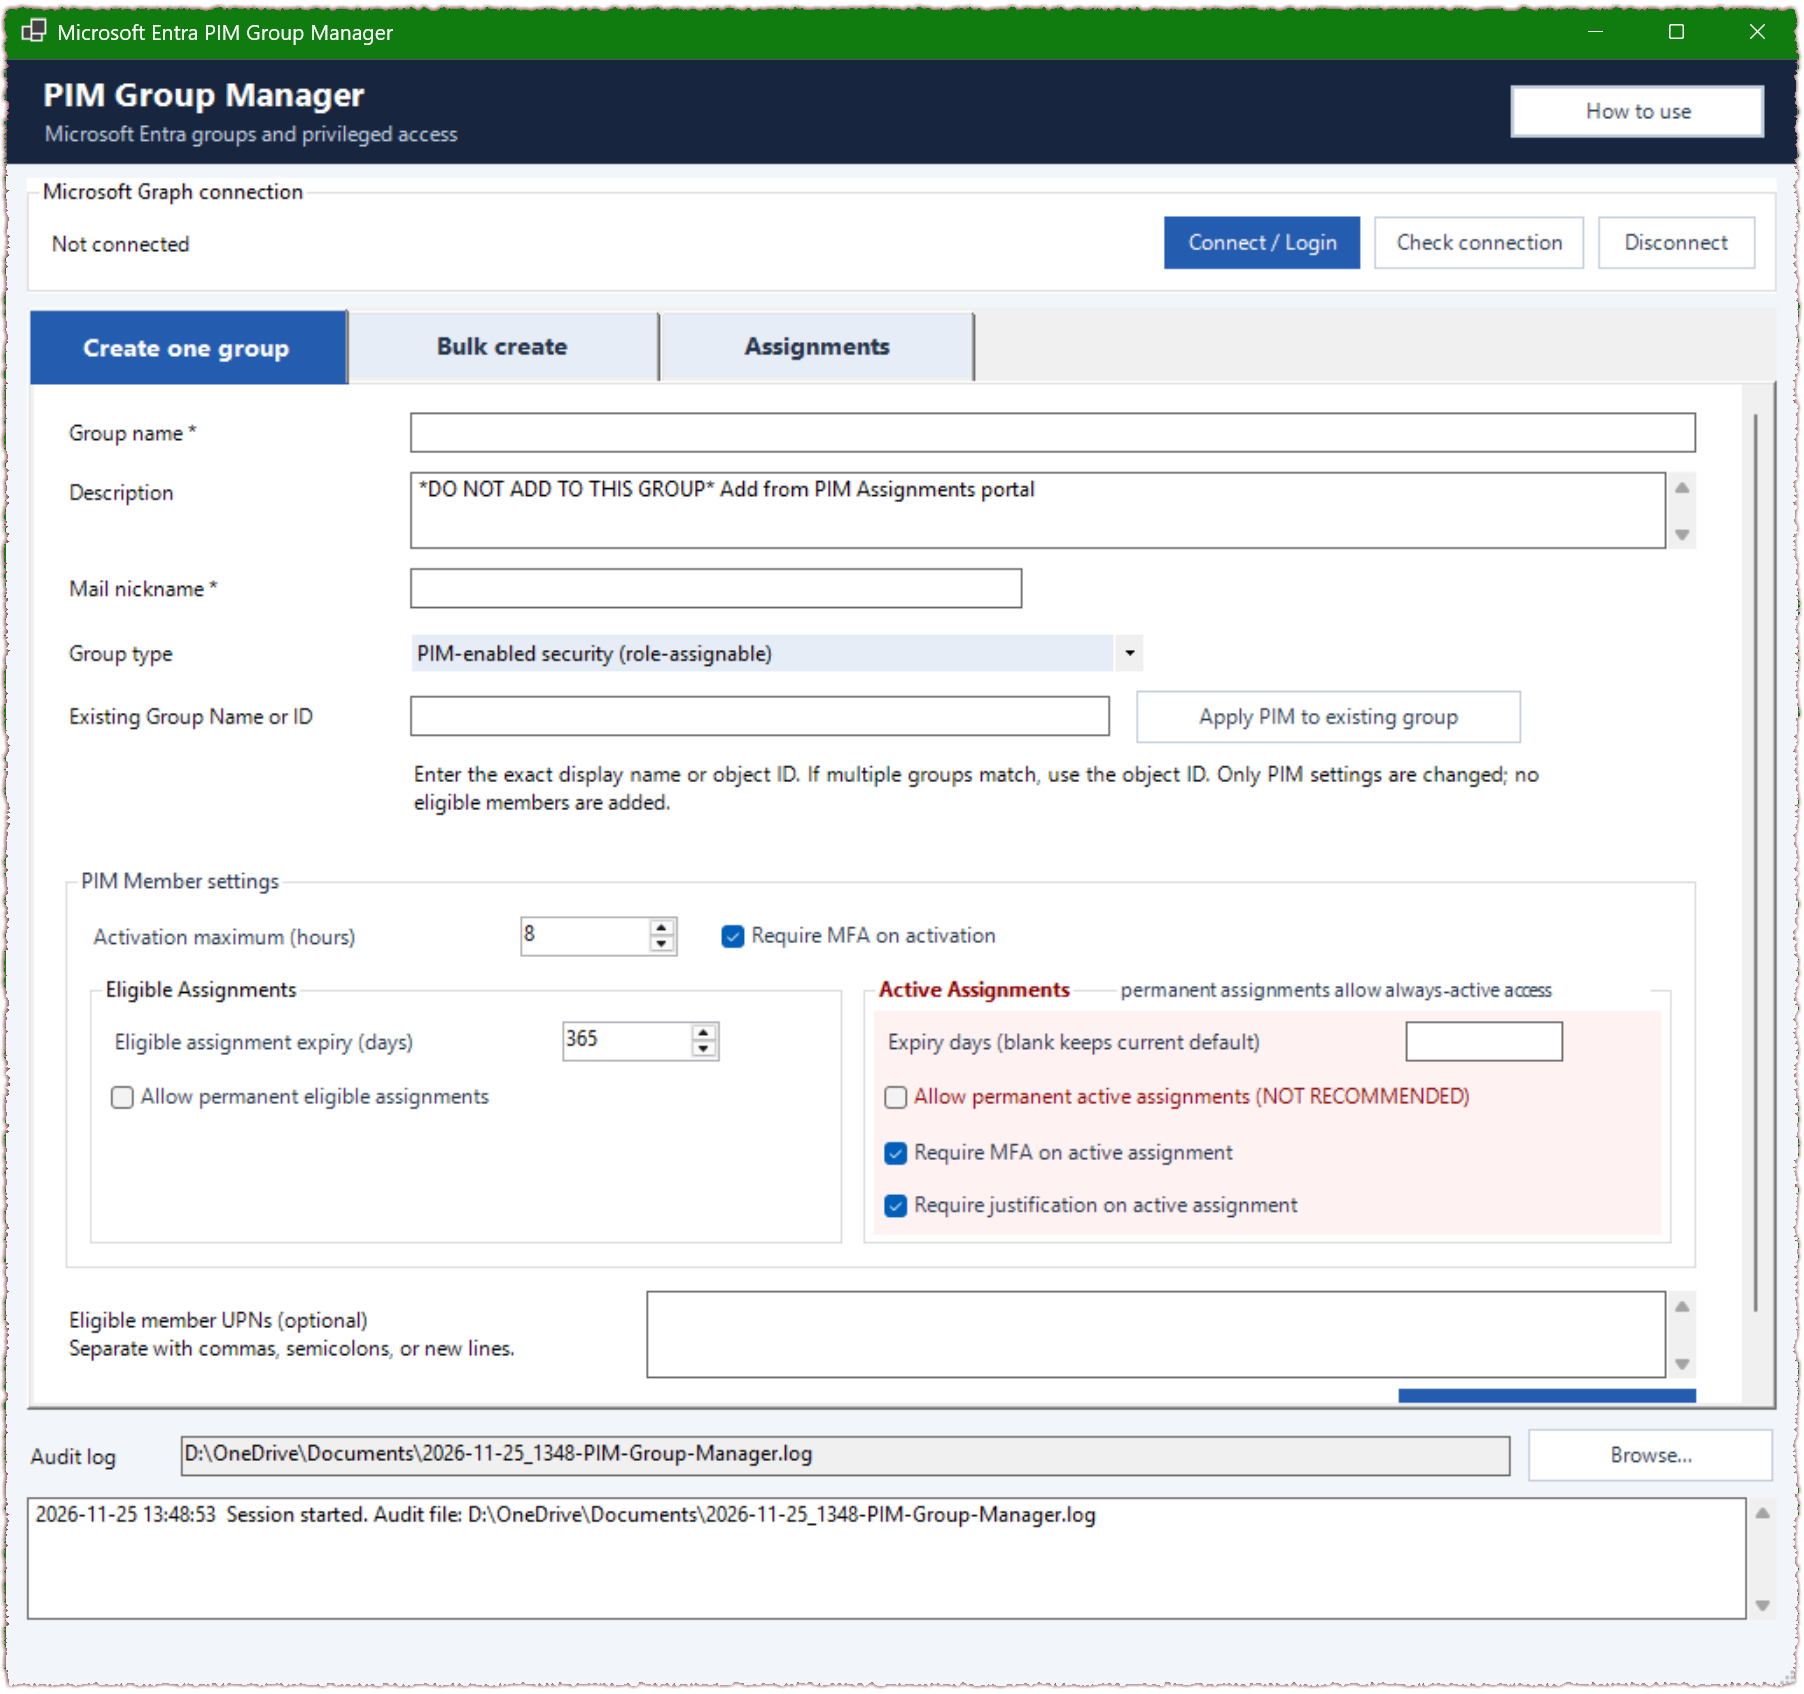 Microsoft Entra PIM Group Manager
PIM Group Manager
Microsoft Entra groups and privileged access
How to use
Microsoft Graph connection
Not connected
Connect / Login
Check connection
Disconnect
Create one group
Bulk create
Assignments
Group name *
Description
*DO NOT ADD TO THIS GROUP* Add from PIM Assignments portal
Mail nickname *
Group type
PIM-enabled security (role-assignable)
Existing Group Name or ID
Apply PIM to existing group
Enter the exact display name or object ID. If multiple groups match, use the object ID. Only PIM settings are changed; no
eligible members are added.
PIM Member settings
Activation maximum (hours)
8
Require MFA on activation
Eligible Assignments
Eligible assignment expiry (days)
365
Allow permanent eligible assignments
Active Assignments
permanent assignments allow always-active access
Expiry days (blank keeps current default)
Allow permanent active assignments (NOT RECOMMENDED)
Require MFA on active assignment
Require justification on active assignment
Eligible member UPNs (optional)
Separate with commas, semicolons, or new lines.
Audit log
D:\OneDrive\Documents\2026-11-25_1348-PIM-Group-Manager.log
Browse...
2026-11-25 13:48:53  Session started. Audit file: D:\OneDrive\Documents\2026-11-25_1348-PIM-Group-Manager.log